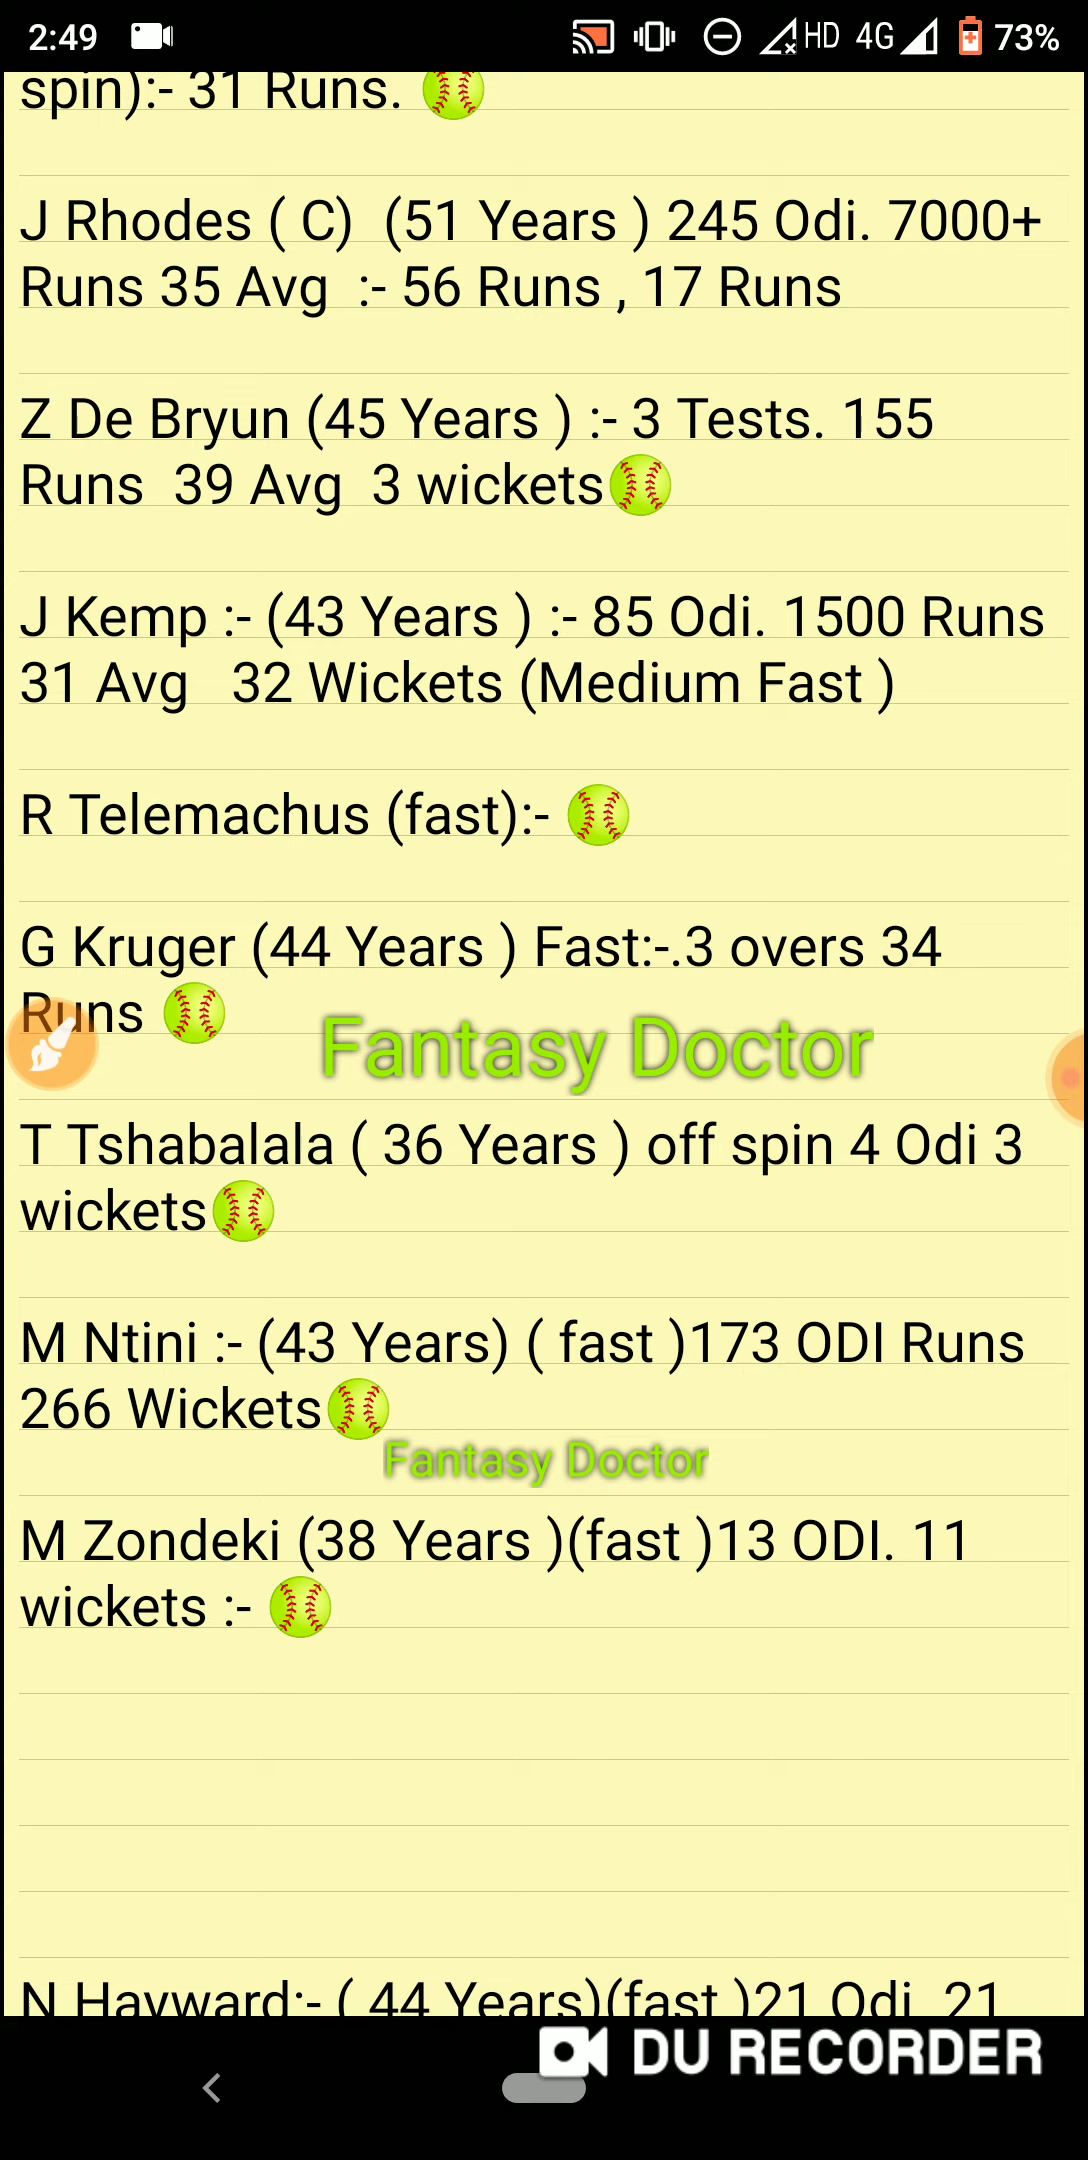 2:49 HD 4G 73%
spin):- 31 Runs. 🥎
J Rhodes ( C)  (51 Years ) 245 Odi. 7000+
Runs 35 Avg  :- 56 Runs , 17 Runs
Z De Bryun (45 Years ) :- 3 Tests. 155
Runs  39 Avg  3 wickets🥎
J Kemp :- (43 Years ) :- 85 Odi. 1500 Runs
31 Avg   32 Wickets (Medium Fast )
R Telemachus (fast):- 🥎
G Kruger (44 Years ) Fast:-.3 overs 34
Runs 🥎
Fantasy Doctor
T Tshabalala ( 36 Years ) off spin 4 Odi 3
wickets🥎
M Ntini :- (43 Years) ( fast )173 ODI Runs
266 Wickets🥎
Fantasy Doctor
M Zondeki (38 Years )(fast )13 ODI. 11
wickets :- 🥎
N Hayward:- ( 44 Years)(fast )21 Odi  21
DU RECORDER